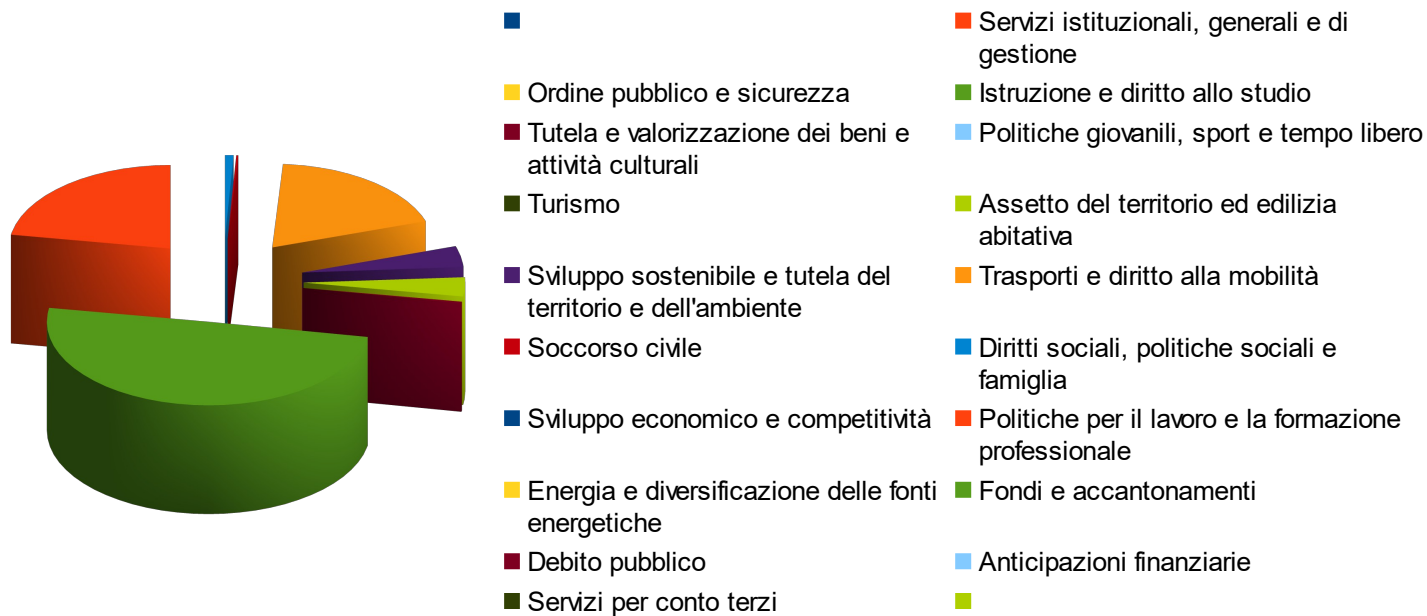 Servizi istituzionali, generali e di
gestione
Ordine pubblico e sicurezza
Istruzione e diritto allo studio
Tutela e valorizzazione dei beni e
attività culturali
Politiche giovanili, sport e tempo libero
Turismo
Assetto del territorio ed edilizia
abitativa
Sviluppo sostenibile e tutela del
territorio e dell'ambiente
Trasporti e diritto alla mobilità
Soccorso civile
Diritti sociali, politiche sociali e
famiglia
Sviluppo economico e competitività
Politiche per il lavoro e la formazione
professionale
Energia e diversificazione delle fonti
energetiche
Fondi e accantonamenti
Debito pubblico
Anticipazioni finanziarie
Servizi per conto terzi